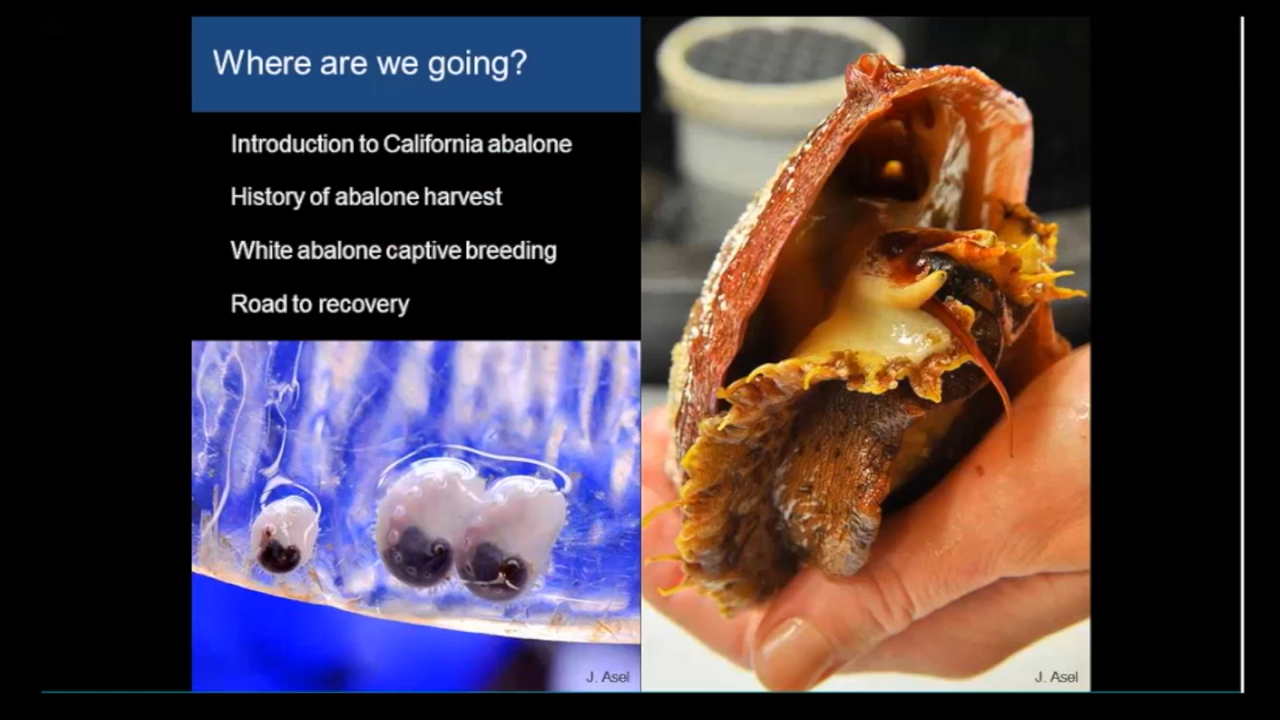 Where are we going?
Introduction to California abalone
History of abalone harvest
White abalone captive breeding
Road to recovery
J. Asel
J. Asel